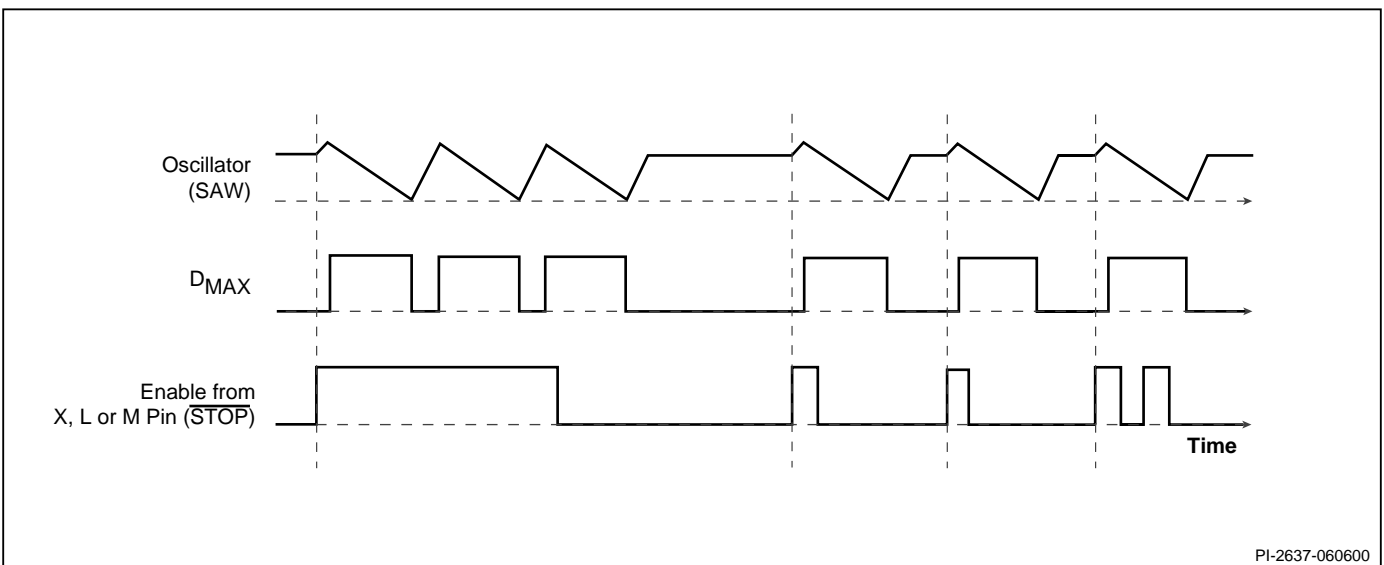 Oscillator
(SAW)
DMAX
Enable from
X, L or M Pin (STOP)
Time
PI-2637-060600